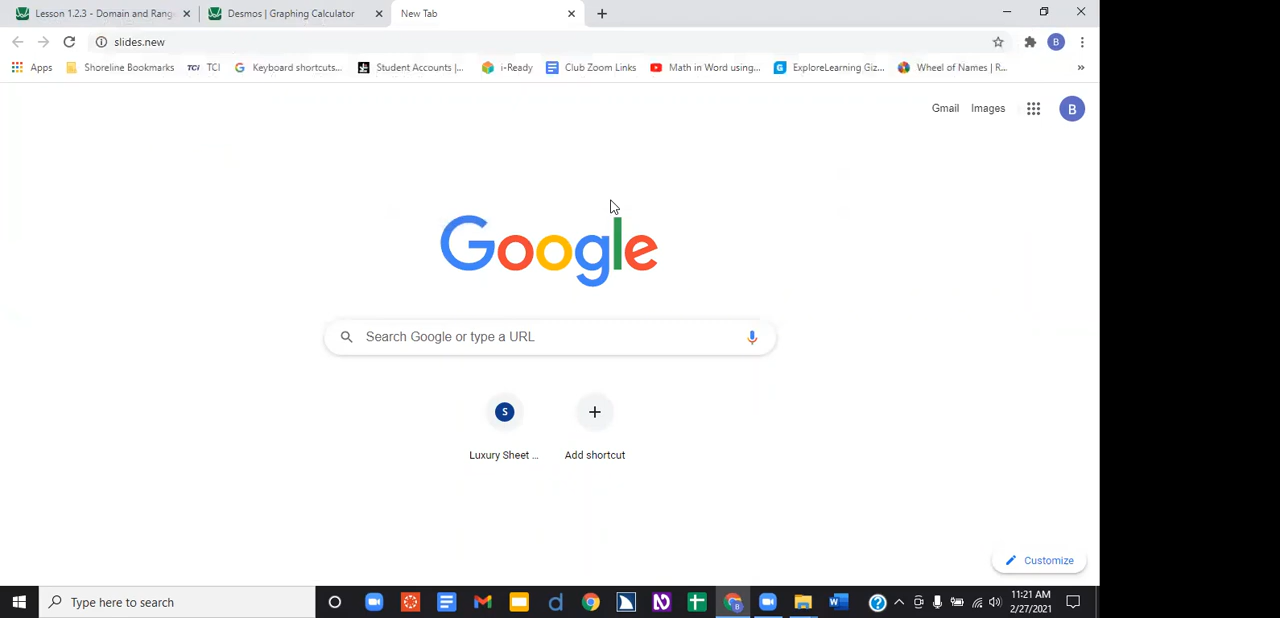 Lesson 1.2.3 - Domain and Rang
Desmos | Graphing Calculator
New Tab
slides.new
B
Apps
Shoreline Bookmarks
TCI TCI
Keyboard shortcuts...
Student Accounts |...
i-Ready
Club Zoom Links
Math in Word using...
ExploreLearning Giz...
Wheel of Names | R...
»
Gmail
Images
B
Google
Search Google or type a URL
S
Luxury Sheet ...
Add shortcut
Customize
Type here to search
11:21 AM
2/27/2021